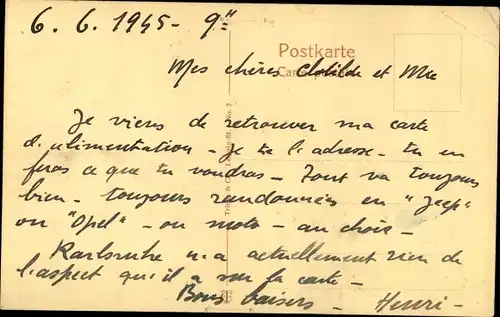 6. 6. 1945 - 9H
Postkarte
Mes chères Clotilde et Mie
Je viens de retrouver ma carte
d'alimentation - Je te l'adresse - tu en
feras ce que tu voudras - Tout va toujours
bien - toujours randonnées en "Jeep"
ou "Opel" - ou moto - au choix -
Karlsruhe n'a actuellement rien de
l'aspect qu'il a sur la carte -
Bons baisers - Henri -